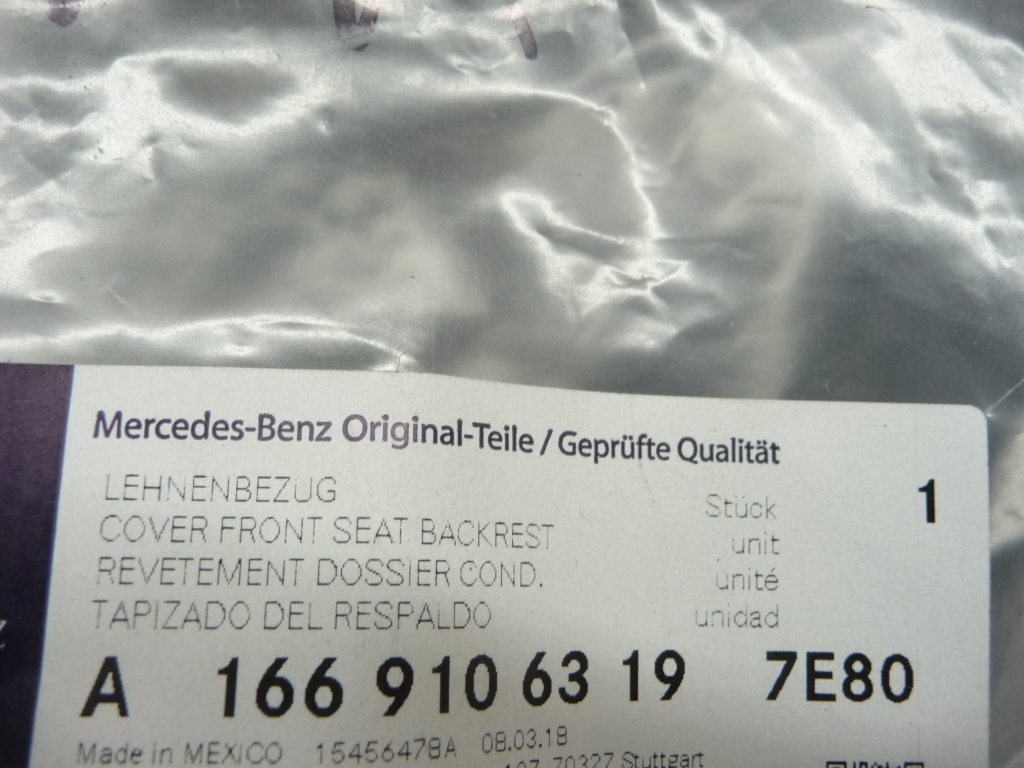 Mercedes-Benz Original-Teile / Geprüfte Qualität
LEHNENBEZUG Stück 1
COVER FRONT SEAT BACKREST unit
REVETEMENT DOSSIER COND. unité
TAPIZADO DEL RESPALDO unidad
A 166 910 63 19 7E80
Made in MEXICO 15456478A 08.03.18
70327 Stuttgart